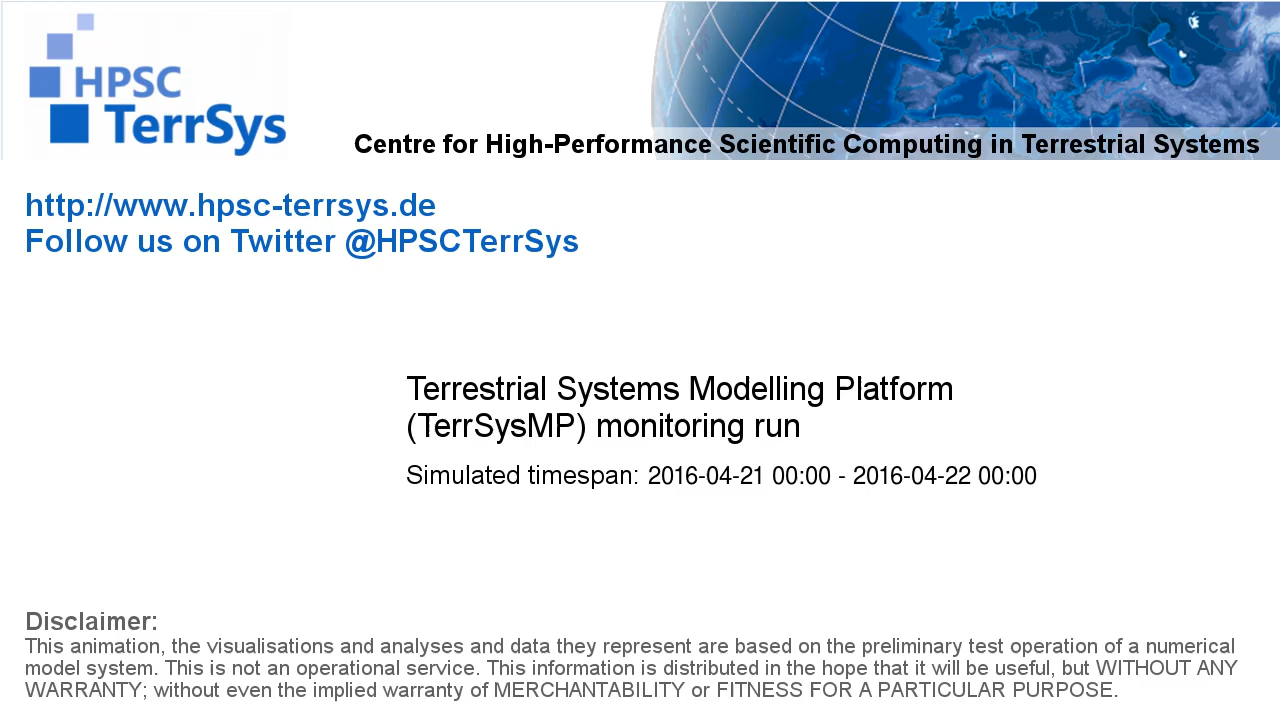 HPSC
TerrSys
Centre for High-Performance Scientific Computing in Terrestrial Systems
http://www.hpsc-terrsys.de
Follow us on Twitter @HPSCTerrSys
Terrestrial Systems Modelling Platform
(TerrSysMP) monitoring run
Simulated timespan: 2016-04-21 00:00 - 2016-04-22 00:00
Disclaimer:
This animation, the visualisations and analyses and data they represent are based on the preliminary test operation of a numerical
model system. This is not an operational service. This information is distributed in the hope that it will be useful, but WITHOUT ANY
WARRANTY; without even the implied warranty of MERCHANTABILITY or FITNESS FOR A PARTICULAR PURPOSE.